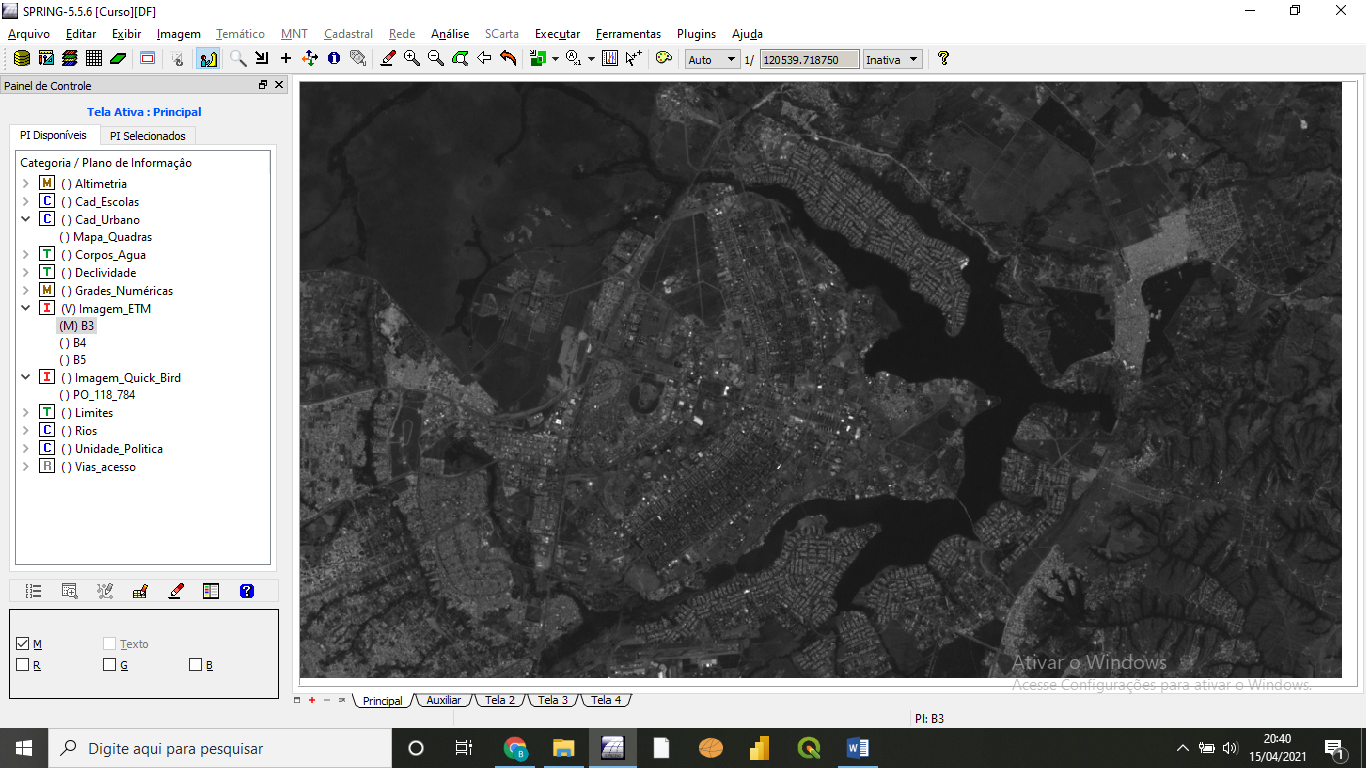 SPRING-5.5.6 [Curso][DF]
Arquivo Editar Exibir Imagem Temático MNT Cadastral Rede Análise SCarta Executar Ferramentas Plugins Ajuda
Auto 1/ 120539.718750 Inativa
Painel de Controle
Tela Ativa : Principal
PI Disponíveis PI Selecionados
Categoria / Plano de Informação
M ( ) Altimetria
C ( ) Cad_Escolas
C ( ) Cad_Urbano
( ) Mapa_Quadras
T ( ) Corpos_Agua
T ( ) Declividade
M ( ) Grades_Numéricas
I (V) Imagem_ETM
(M) B3
( ) B4
( ) B5
I ( ) Imagem_Quick_Bird
( ) PO_118_784
T ( ) Limites
C ( ) Rios
C ( ) Unidade_Politica
R ( ) Vias_acesso
M Texto
R G B
Ativar o Windows
Acesse Configurações para ativar o Windows.
Principal Auxiliar Tela 2 Tela 3 Tela 4
PI: B3
Digite aqui para pesquisar
20:40
15/04/2021
1